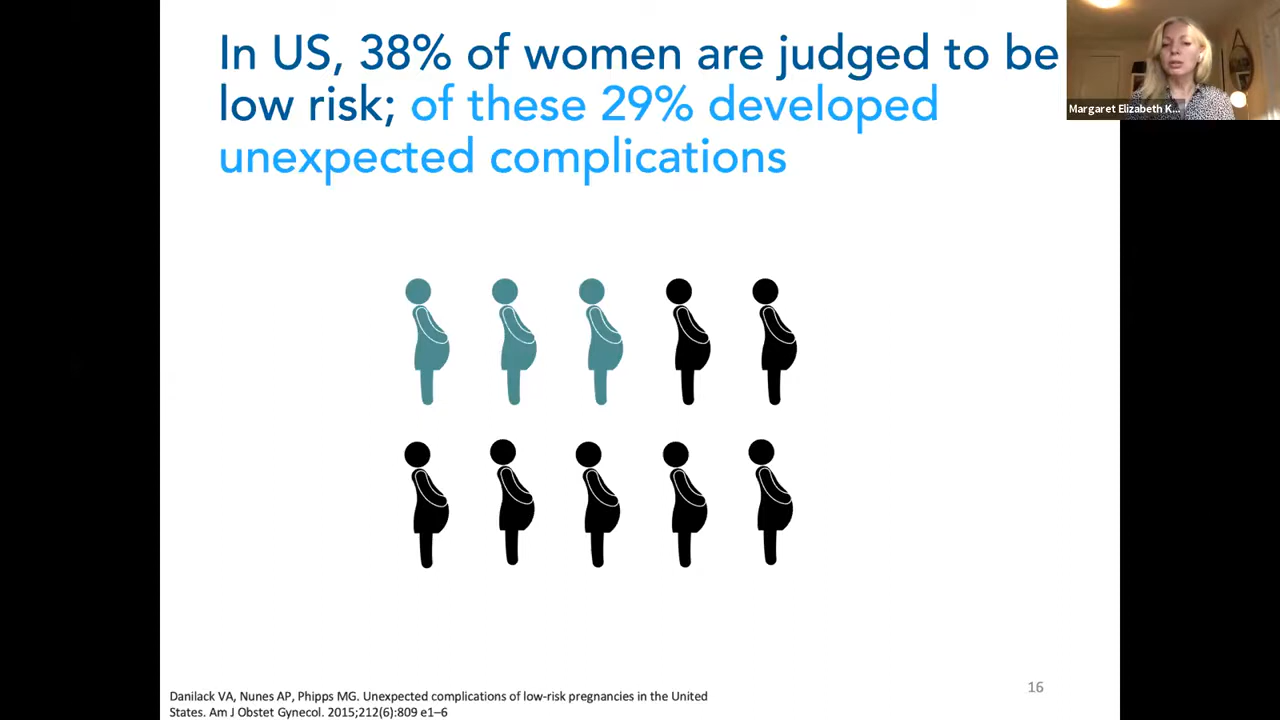 In US, 38% of women are judged to be
low risk; of these 29% developed
unexpected complications
Margaret Elizabeth K...
Danilack VA, Nunes AP, Phipps MG. Unexpected complications of low-risk pregnancies in the United
States. Am J Obstet Gynecol. 2015;212(6):809 e1–6
16